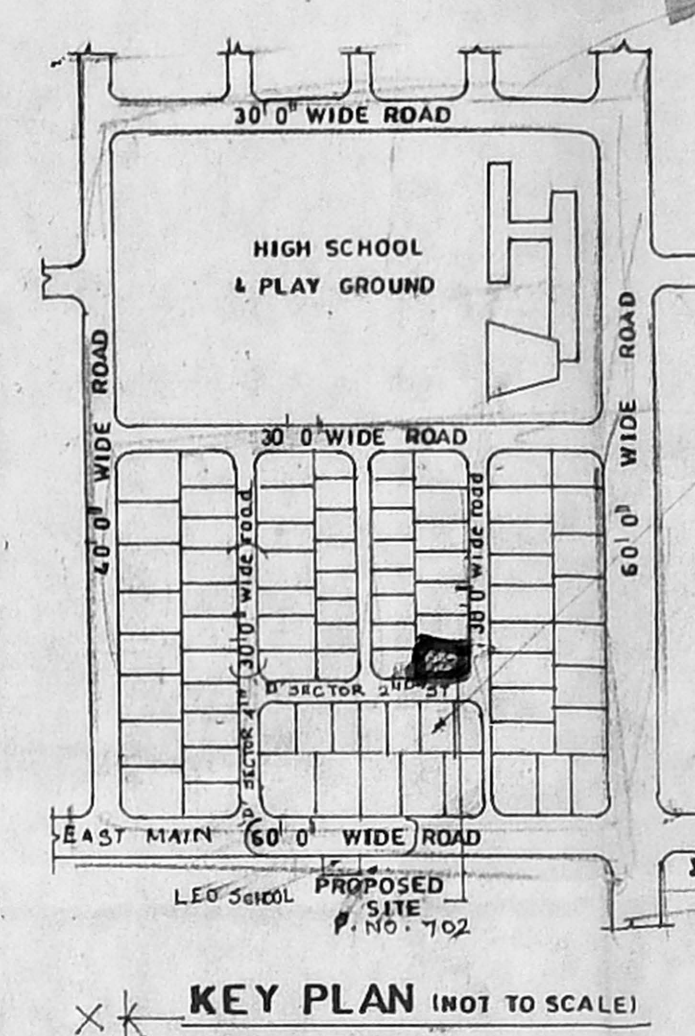 30' 0" WIDE ROAD
HIGH SCHOOL
& PLAY GROUND
40' 0" WIDE ROAD
60' 0" WIDE ROAD
30' 0" WIDE ROAD
30' 0" wide road
30' 0" wide road
'D' SECTOR 2ND ST
'D' SECTOR 4TH
EAST MAIN (60' 0" WIDE ROAD
LEO SCHOOL
PROPOSED
SITE
P. NO. 702
KEY PLAN (NOT TO SCALE)